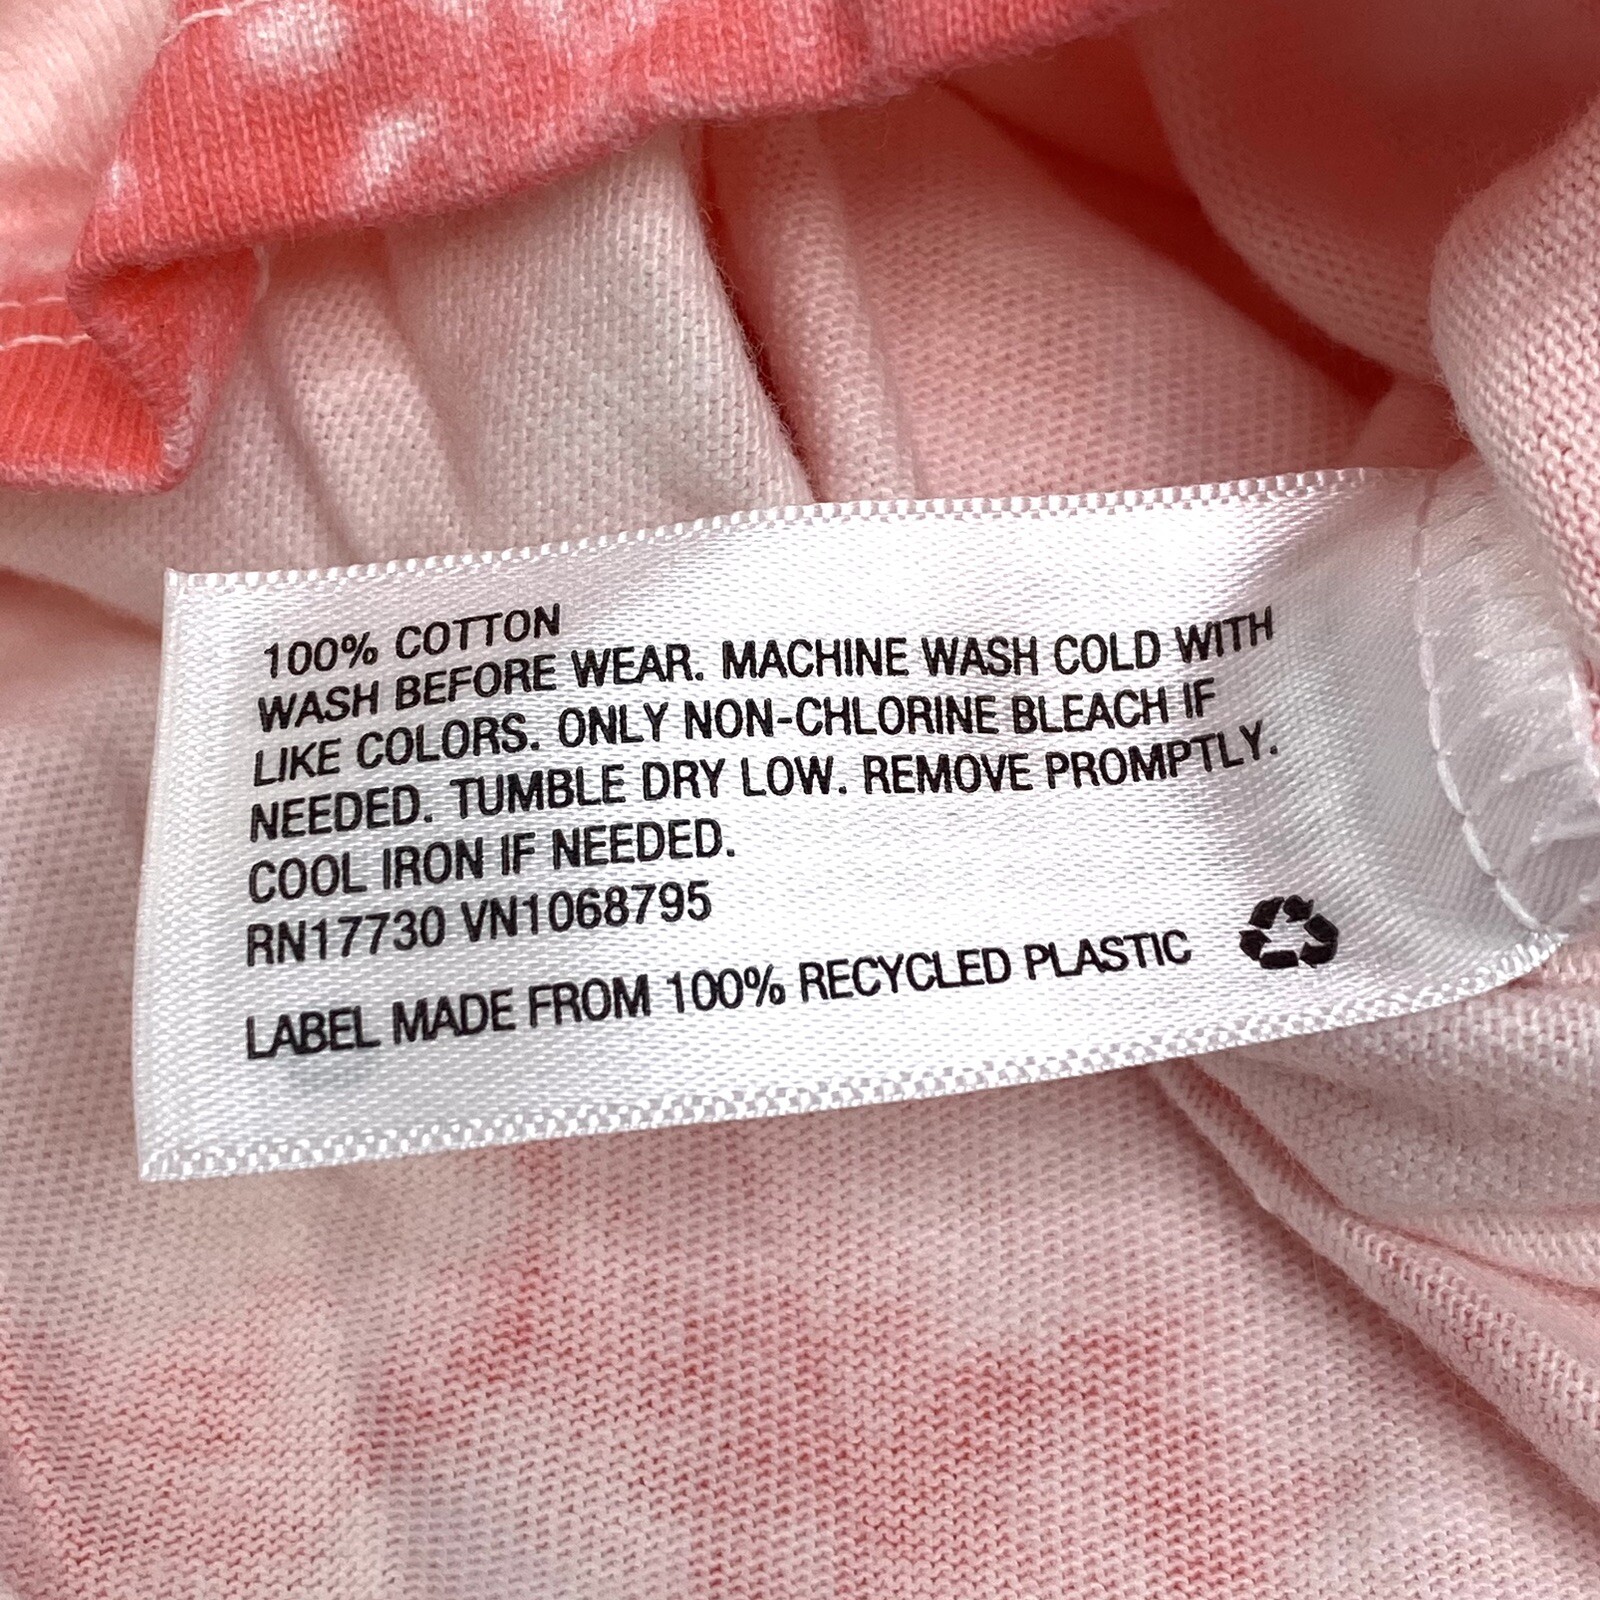 100% COTTON
WASH BEFORE WEAR. MACHINE WASH COLD WITH
LIKE COLORS. ONLY NON-CHLORINE BLEACH IF
NEEDED. TUMBLE DRY LOW. REMOVE PROMPTLY.
COOL IRON IF NEEDED.
RN17730 VN1068795
LABEL MADE FROM 100% RECYCLED PLASTIC